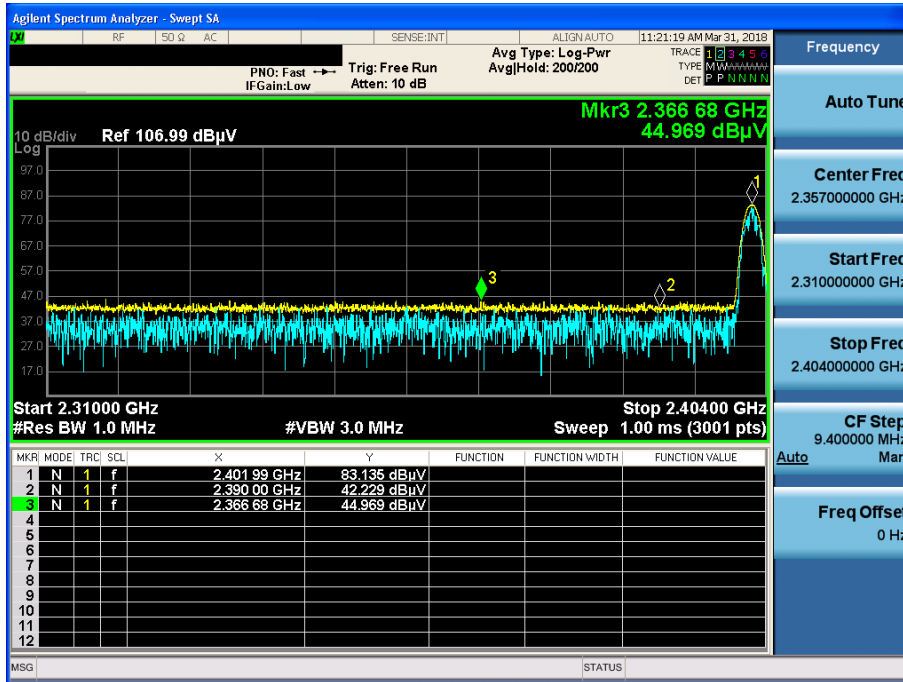 Agilent Spectrum Analyzer - Swept SA
LXI RF 50 Ω AC SENSE:INT ALIGN AUTO 11:21:19 AM Mar 31, 2018
PNO: Fast Trig: Free Run Avg Type: Log-Pwr TRACE 1 2 3 4 5 6
IFGain:Low Atten: 10 dB Avg|Hold: 200/200 TYPE M W
DET P P N N N N
Mkr3 2.366 68 GHz
44.969 dBµV
10 dB/div Ref 106.99 dBµV
Log
97.0
87.0
77.0
67.0
57.0
47.0
37.0
27.0
17.0
1
2
3
Start 2.31000 GHz Stop 2.40400 GHz
#Res BW 1.0 MHz #VBW 3.0 MHz Sweep 1.00 ms (3001 pts)
MKR MODE TRC SCL X Y FUNCTION FUNCTION WIDTH FUNCTION VALUE
1 N 1 f 2.401 99 GHz 83.135 dBµV
2 N 1 f 2.390 00 GHz 42.229 dBµV
3 N 1 f 2.366 68 GHz 44.969 dBµV
4
5
6
7
8
9
10
11
12
MSG STATUS
Frequency
Auto Tune
Center Freq
2.357000000 GHz
Start Freq
2.310000000 GHz
Stop Freq
2.404000000 GHz
CF Step
9.400000 MHz
Auto Man
Freq Offset
0 Hz